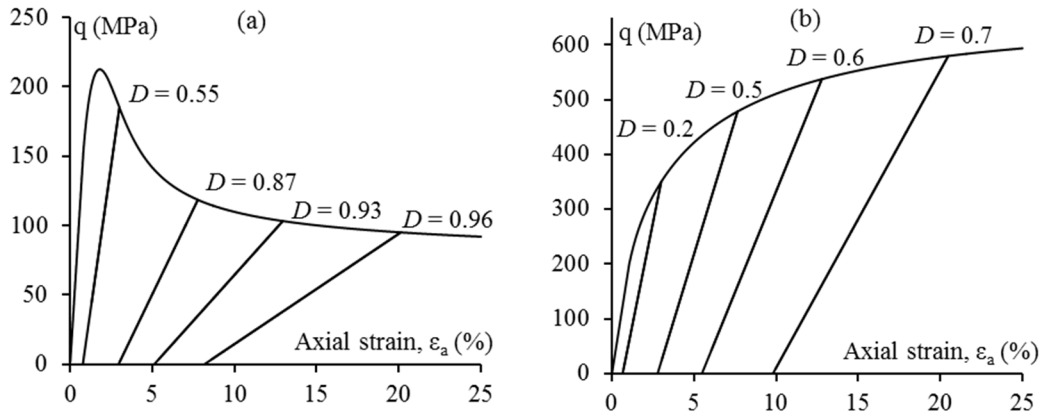 (a)
q (MPa)
250
200
150
100
50
0
D = 0.55
D = 0.87
D = 0.93
D = 0.96
Axial strain, εa (%)
0 5 10 15 20 25
(b)
q (MPa)
600
500
400
300
200
100
0
D = 0.2
D = 0.5
D = 0.6
D = 0.7
Axial strain, εa (%)
0 5 10 15 20 25